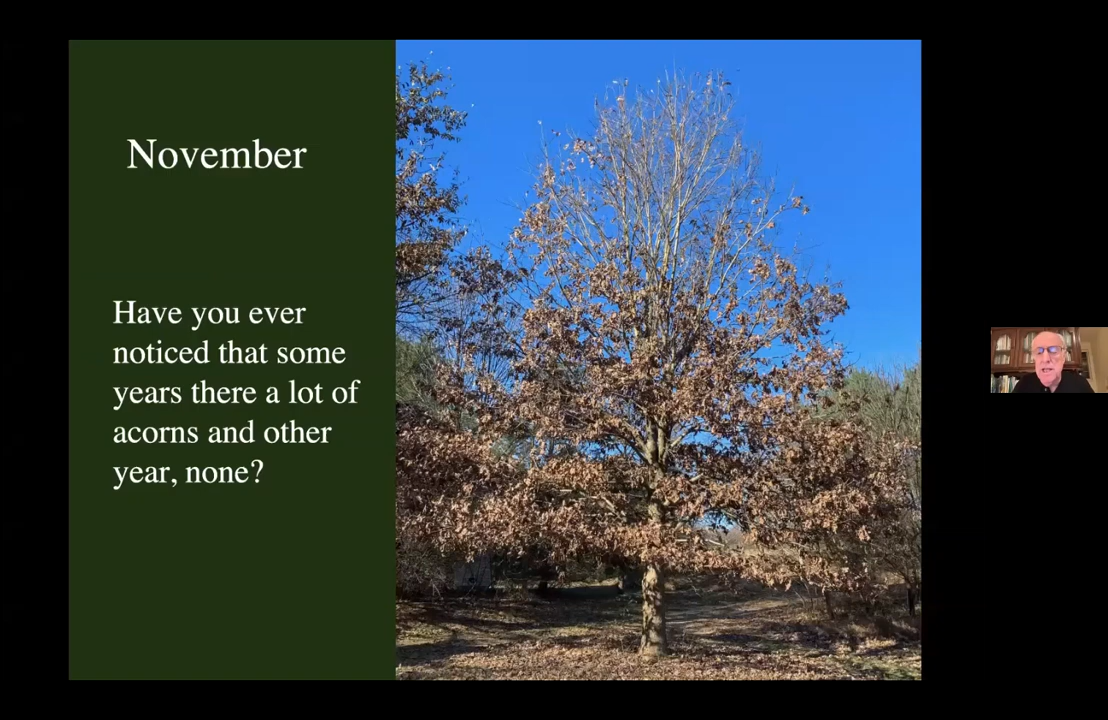 November
Have you ever
noticed that some
years there a lot of
acorns and other
year, none?